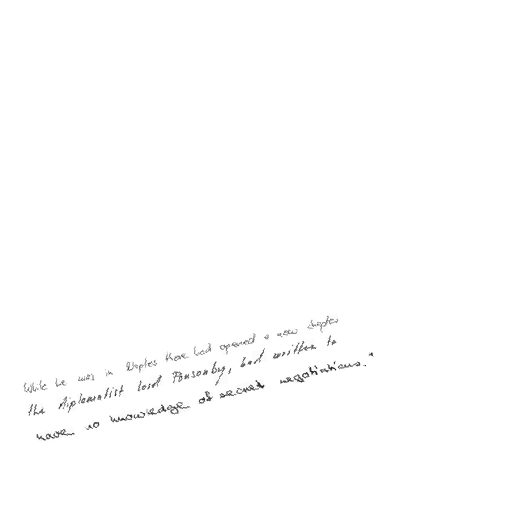 While he was in Naples there had opened a new chapter
the diplomatist Lord Ponsonby, had written to
have no knowledge of secret negotiations. "